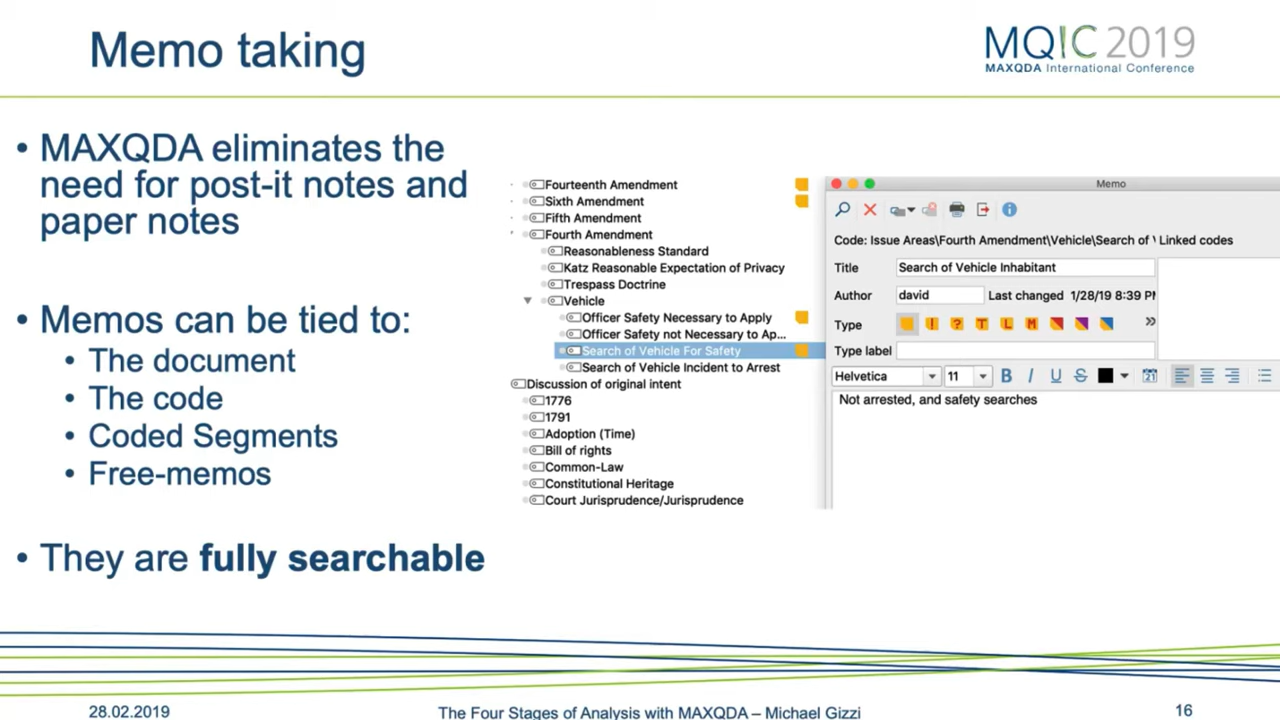 Memo taking
MQIC 2019
MAXQDA International Conference
• MAXQDA eliminates the
need for post-it notes and
paper notes
• Memos can be tied to:
• The document
• The code
• Coded Segments
• Free-memos
• They are fully searchable
Fourteenth Amendment
Sixth Amendment
Fifth Amendment
Fourth Amendment
Reasonableness Standard
Katz Reasonable Expectation of Privacy
Trespass Doctrine
Vehicle
Officer Safety Necessary to Apply
Officer Safety not Necessary to Ap...
Search of Vehicle For Safety
Search of Vehicle Incident to Arrest
Discussion of original intent
1776
1791
Adoption (Time)
Bill of rights
Common-Law
Constitutional Heritage
Court Jurisprudence/Jurisprudence
Memo
Code: Issue Areas\Fourth Amendment\Vehicle\Search of Linked codes
Title Search of Vehicle Inhabitant
Author david Last changed 1/28/19 8:39 PM
Type ! ? T L M »
Type label
Helvetica 11 B I U S 21
Not arrested, and safety searches
28.02.2019 The Four Stages of Analysis with MAXQDA – Michael Gizzi 16